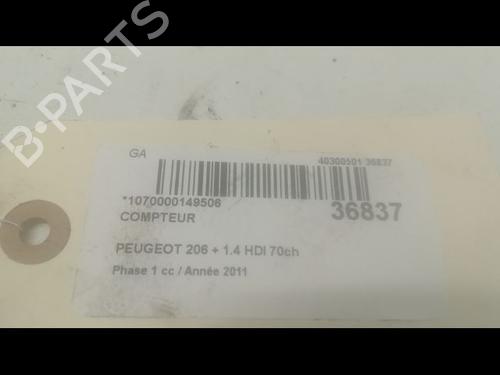 B-PARTS
GA
40300501 36837
*1070000149506
COMPTEUR
36837
PEUGEOT 206 + 1.4 HDI 70ch
Phase 1 cc / Année 2011